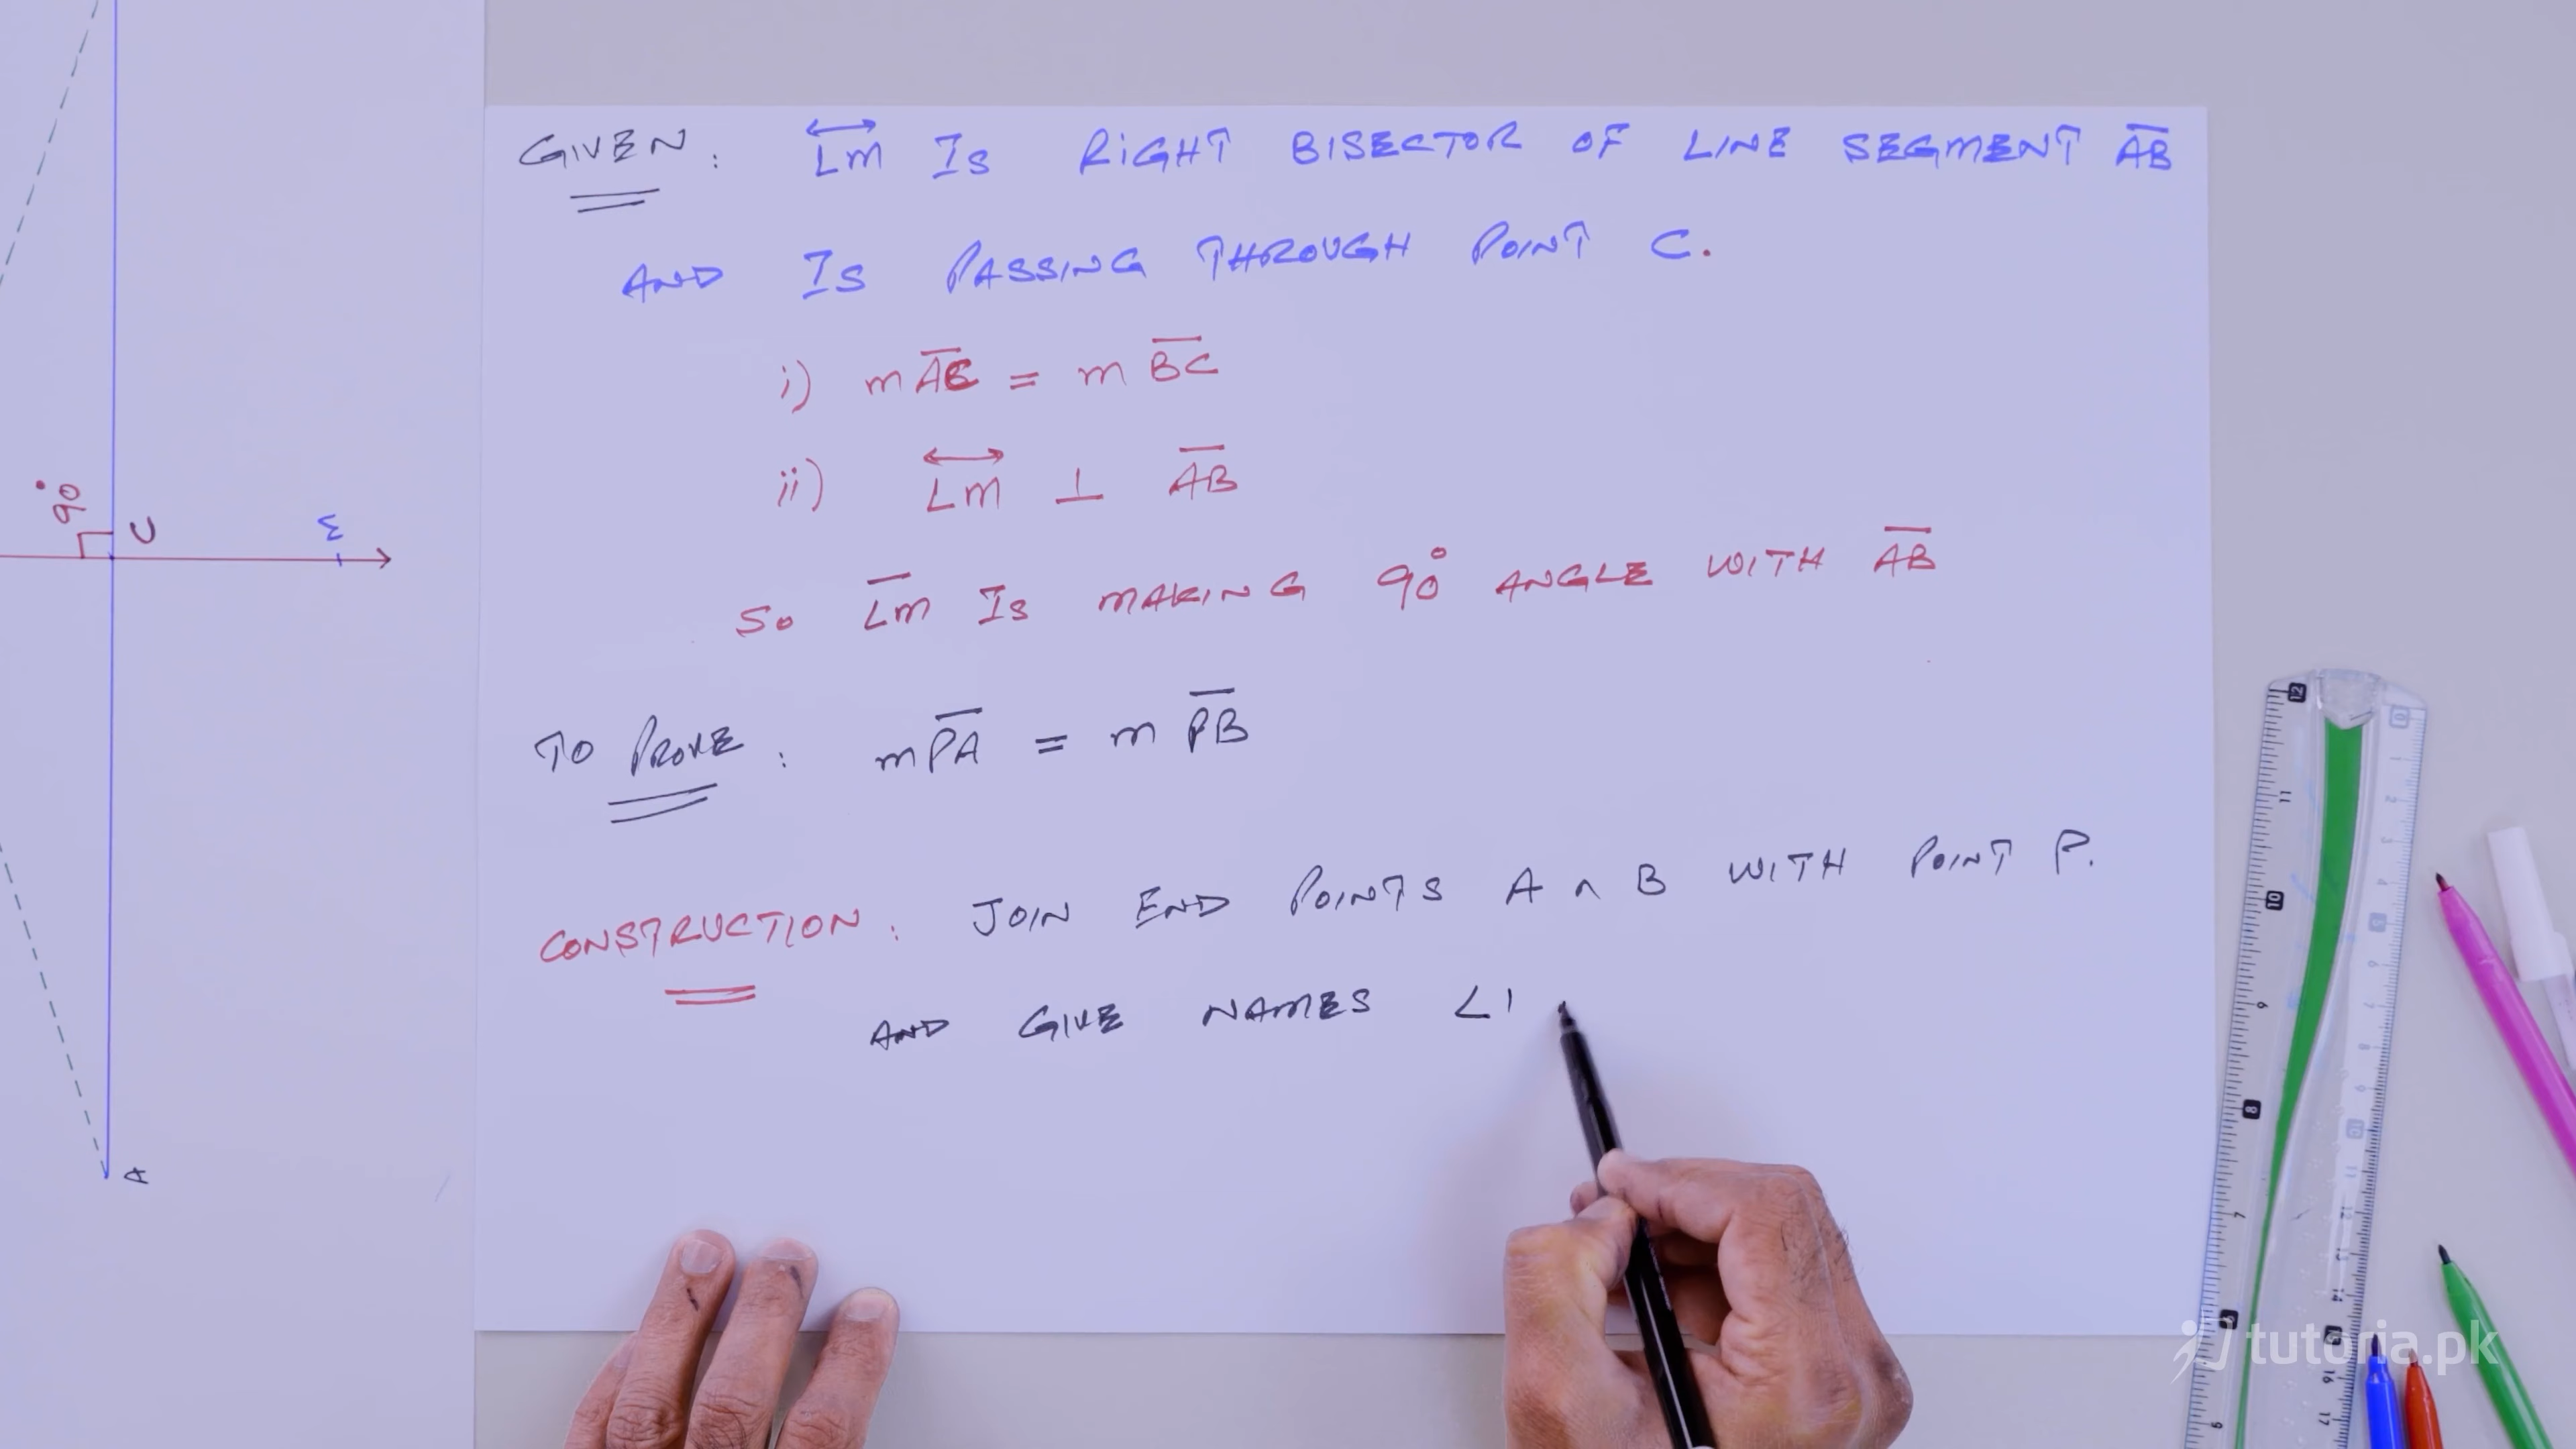 GIVEN: LM IS RIGHT BISECTOR OF LINE SEGMENT AB
AND IS PASSING THROUGH POINT C.
i) mAC = mBC
ii) LM ⊥ AB
SO LM IS MAKING 90° ANGLE WITH AB
TO PROVE: mPA = mPB
CONSTRUCTION: JOIN END POINTS A ∧ B WITH POINT P.
AND GIVE NAMES ∠1
90°
C
M
A
tutoria.pk